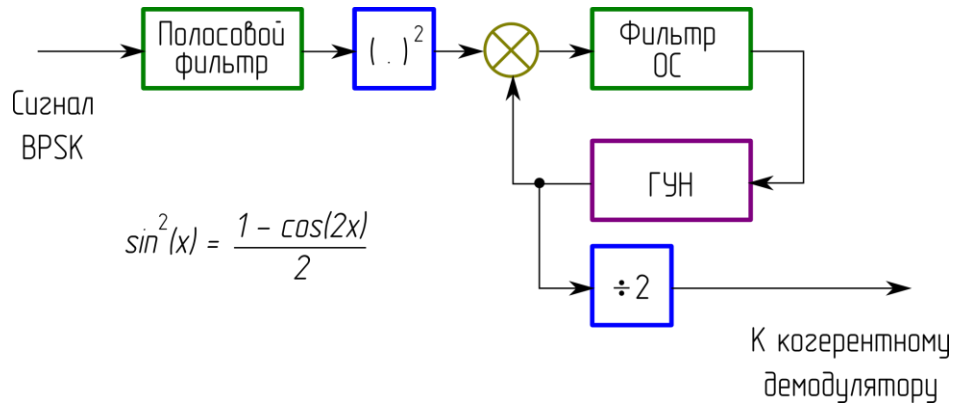 Полосовой
фильтр
( . )²
Фильтр
ОС
Сигнал
BPSK
ГУН
sin²(x) = (1 – cos(2x)) / 2
÷2
К когерентному
демодулятору